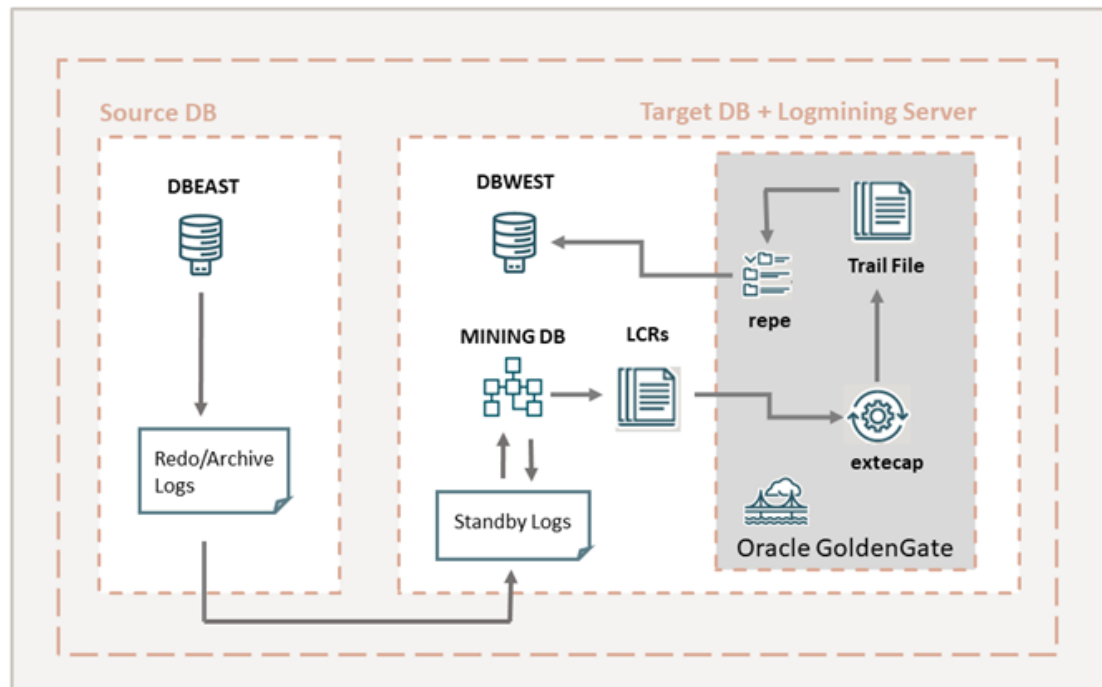 Source DB
Target DB + Logmining Server
DBEAST
DBWEST
Trail File
repe
MINING DB
LCRs
extecap
Redo/Archive
Logs
Standby Logs
Oracle GoldenGate